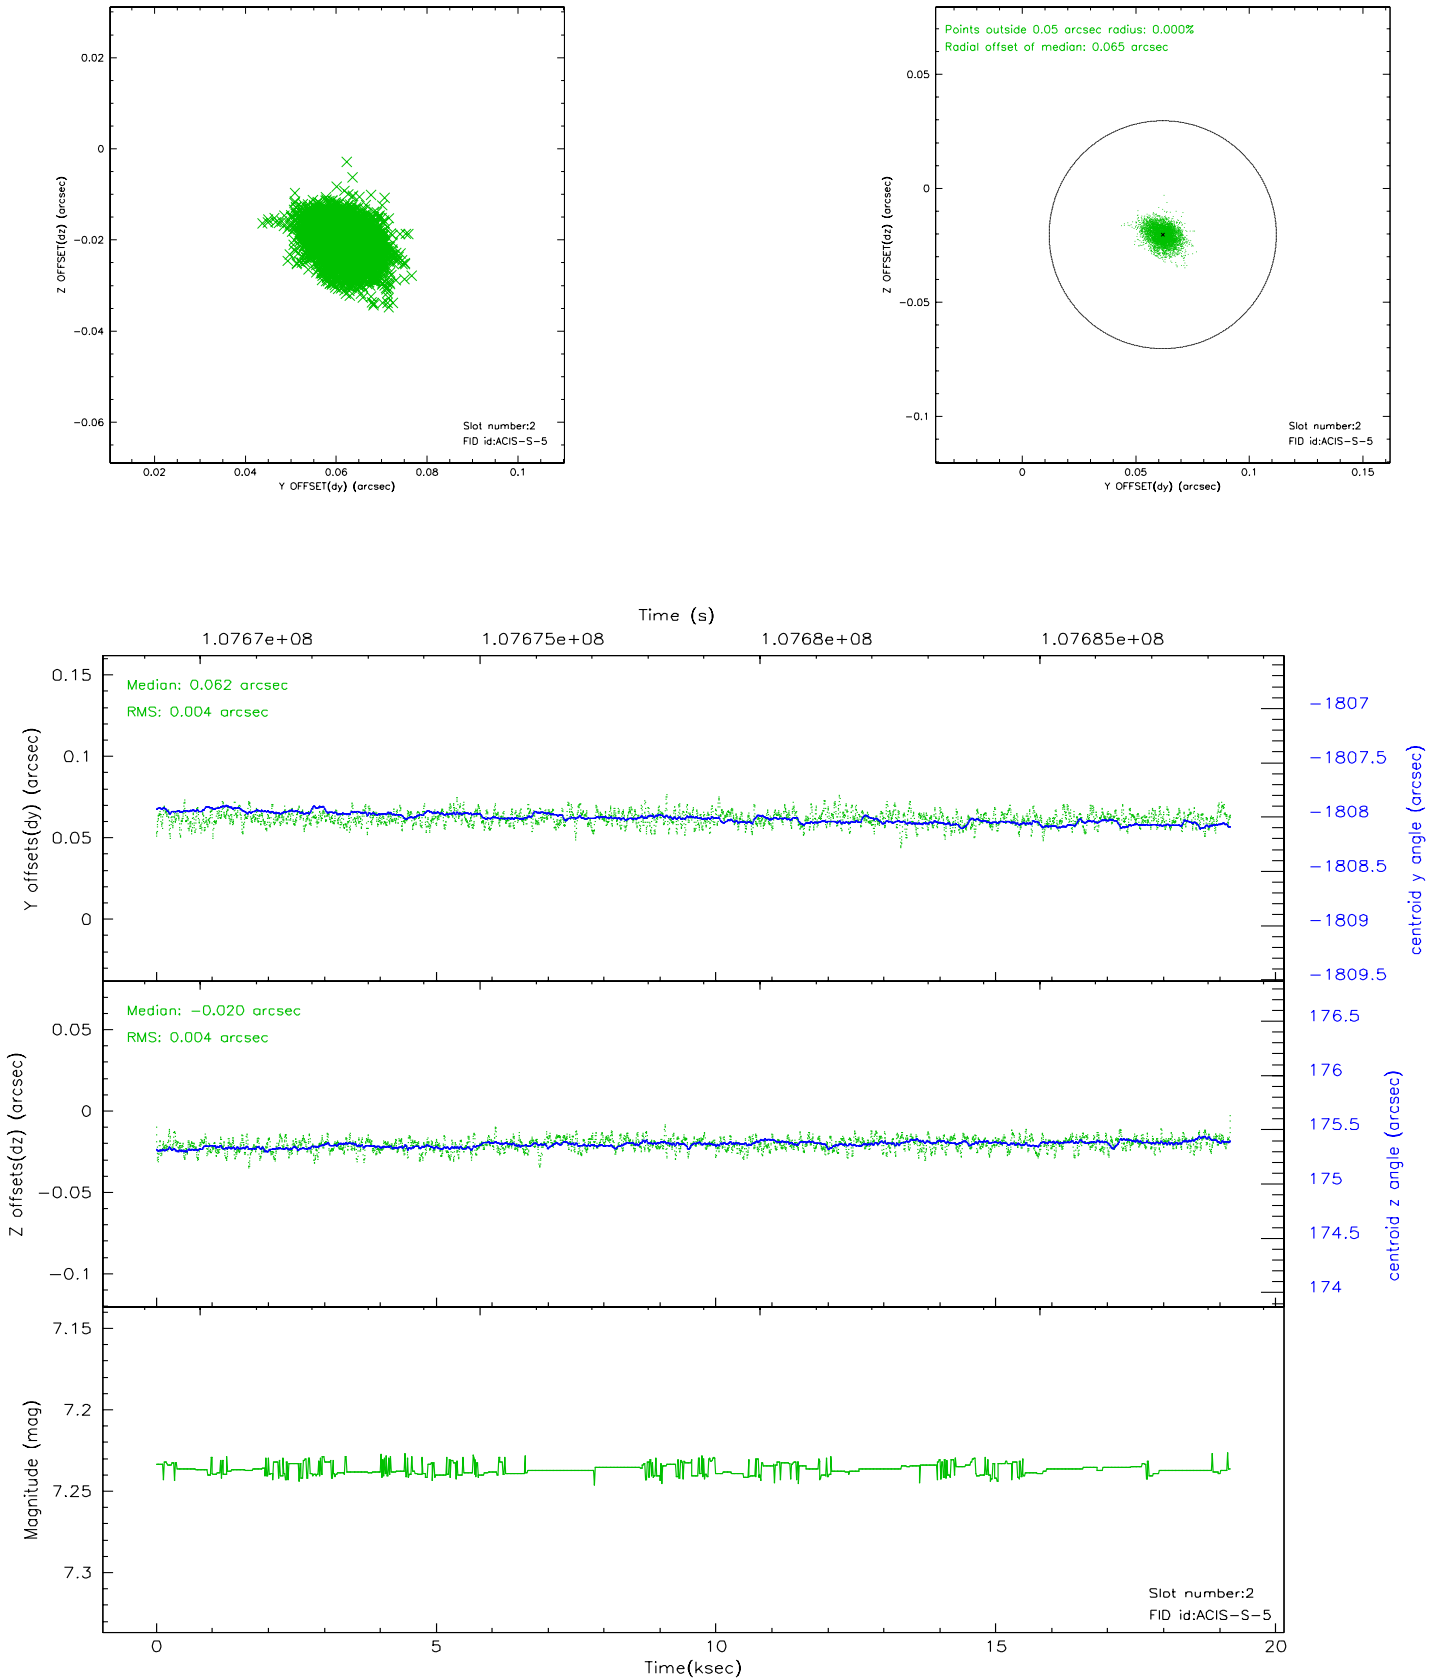 0.02
0
−0.02
−0.04
−0.06
Z OFFSET(dz) (arcsec)
Slot number:2
FID id:ACIS−S−5
0.02 0.04 0.06 0.08 0.1
Y OFFSET(dy) (arcsec)
Points outside 0.05 arcsec radius: 0.000%
Radial offset of median: 0.065 arcsec
0.05
0
−0.05
−0.1
Z OFFSET(dz) (arcsec)
Slot number:2
FID id:ACIS−S−5
0 0.05 0.1 0.15
Y OFFSET(dy) (arcsec)
Time (s)
1.0767e+08 1.07675e+08 1.0768e+08 1.07685e+08
Median: 0.062 arcsec
RMS: 0.004 arcsec
0.15
0.1
0.05
0
Y offsets(dy) (arcsec)
−1807
−1807.5
−1808
−1808.5
−1809
−1809.5
centroid y angle (arcsec)
Median: −0.020 arcsec
RMS: 0.004 arcsec
0.05
0
−0.05
−0.1
Z offsets(dz) (arcsec)
176.5
176
175.5
175
174.5
174
centroid z angle (arcsec)
7.15
7.2
7.25
7.3
Magnitude (mag)
Slot number:2
FID id:ACIS−S−5
0 5 10 15 20
Time(ksec)